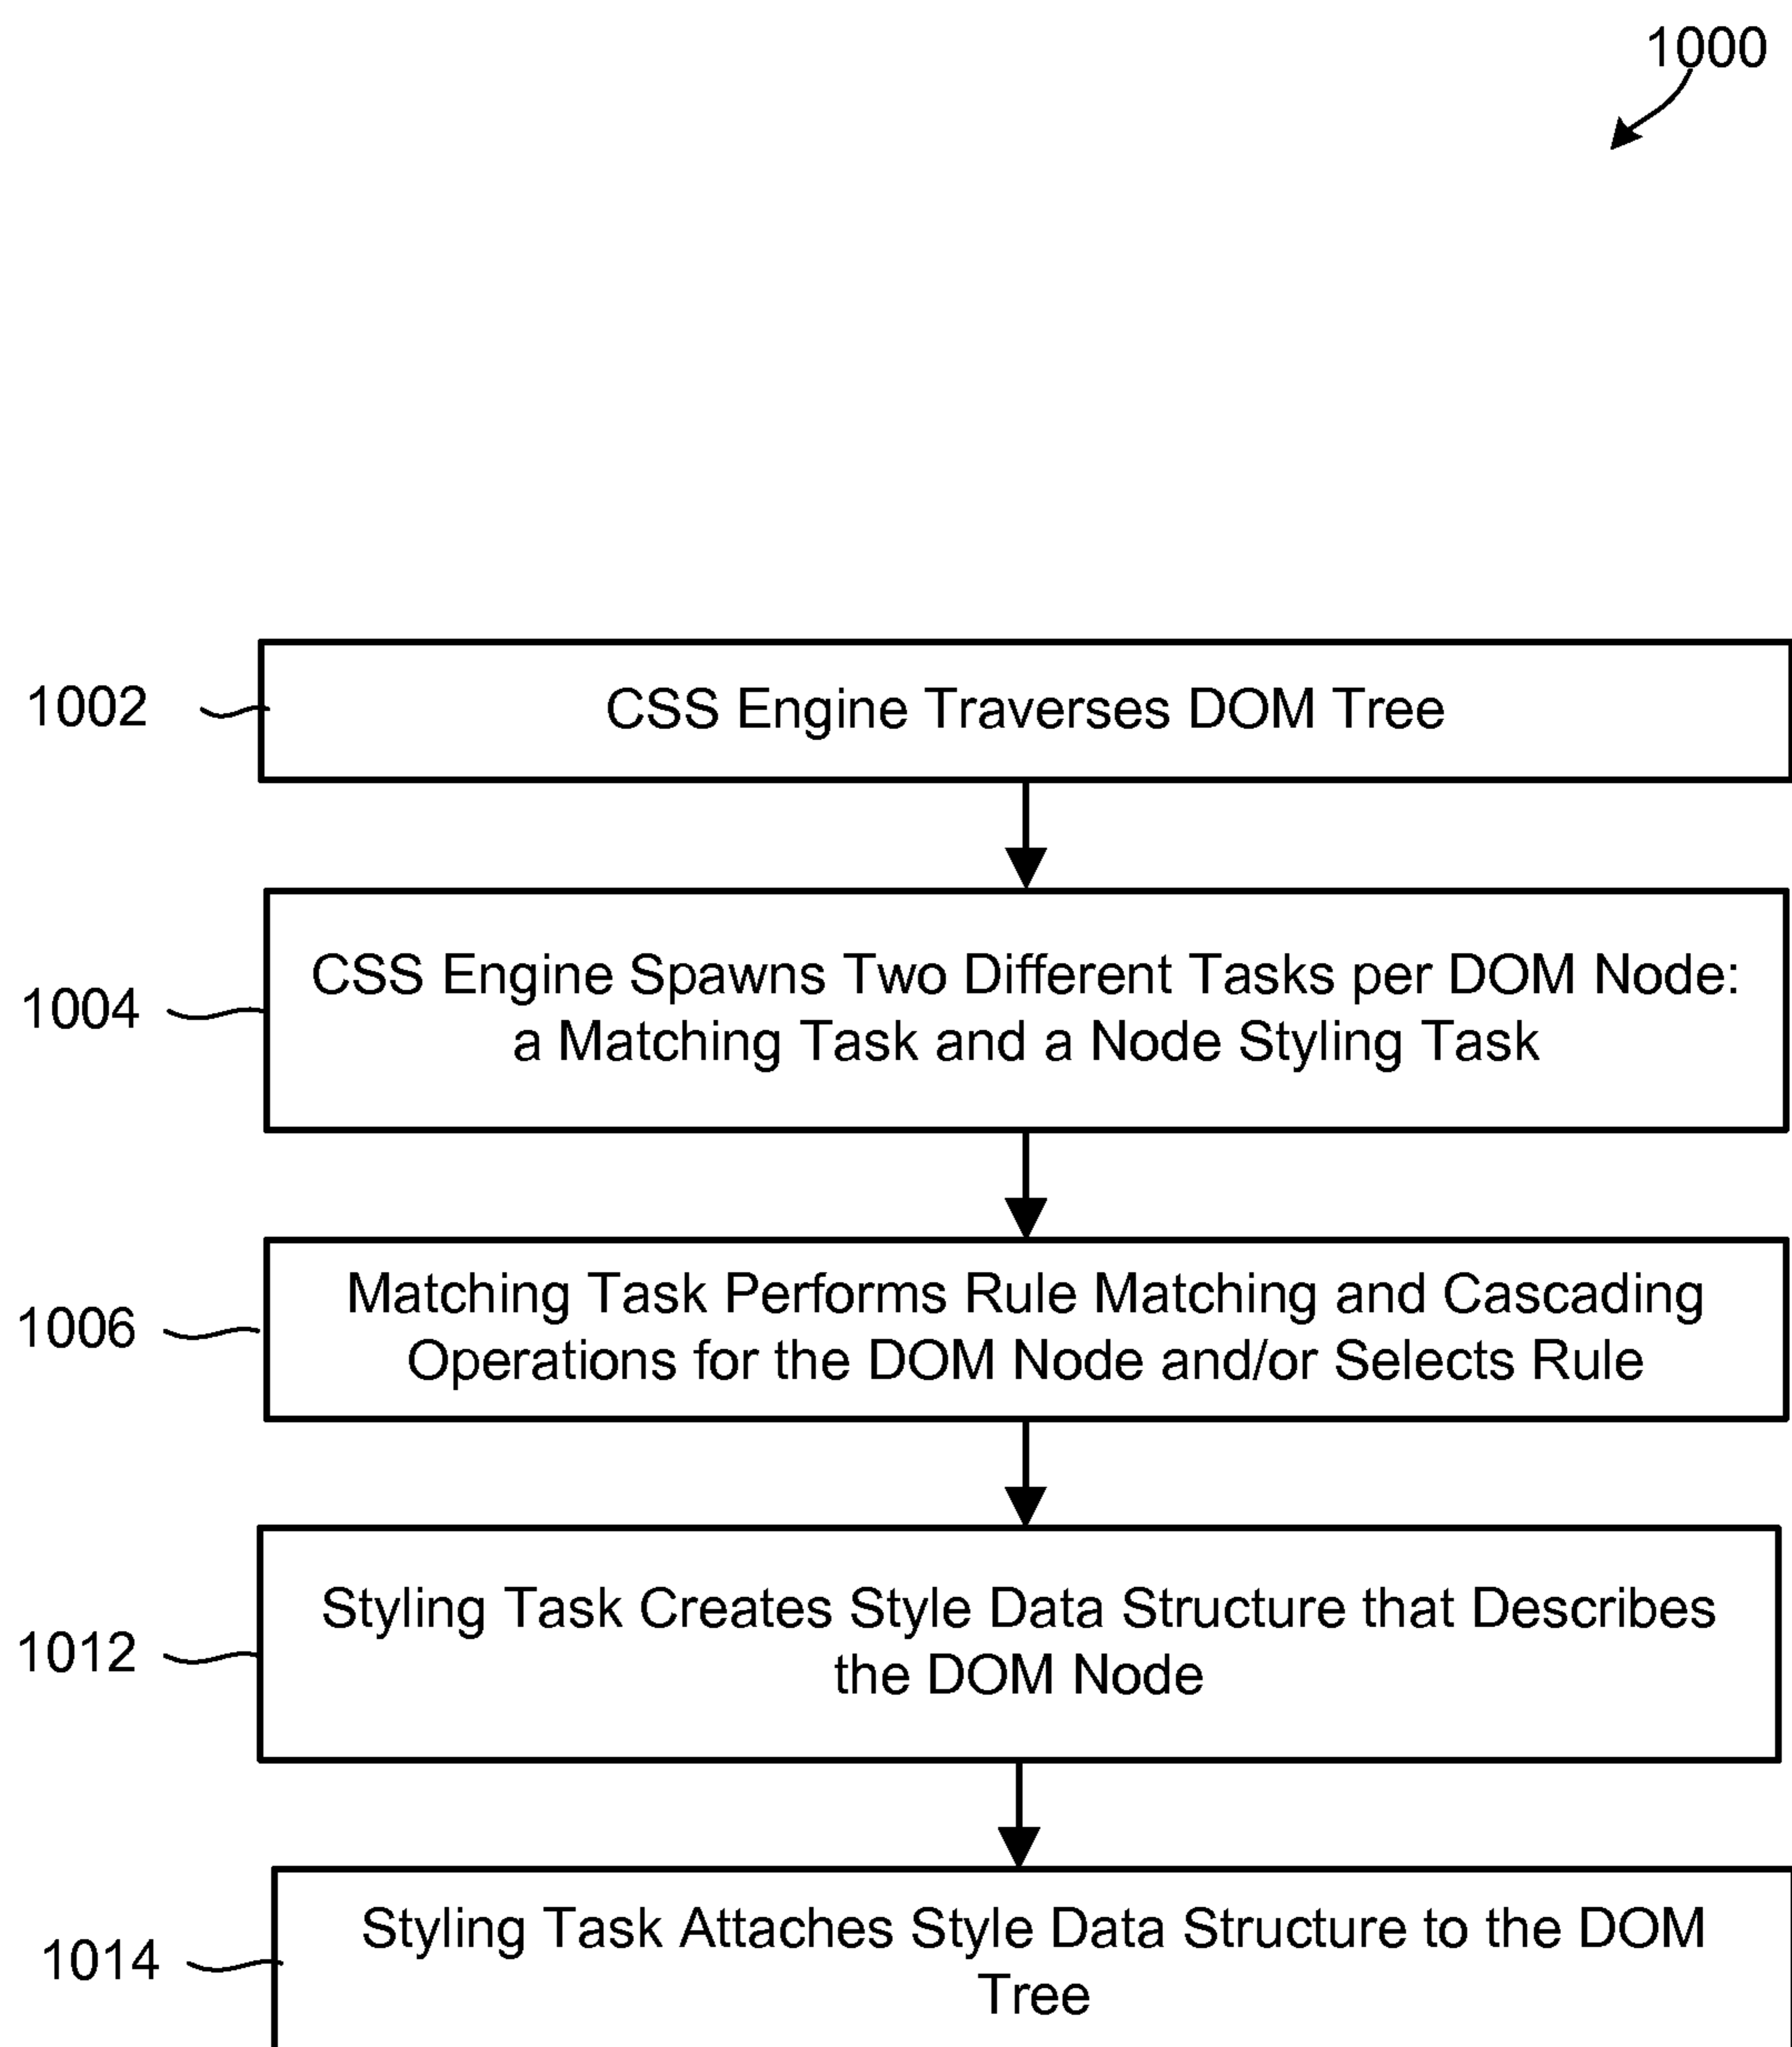 1000
1002
CSS Engine Traverses DOM Tree
1004
CSS Engine Spawns Two Different Tasks per DOM Node:
a Matching Task and a Node Styling Task
1006
Matching Task Performs Rule Matching and Cascading
Operations for the DOM Node and/or Selects Rule
1012
Styling Task Creates Style Data Structure that Describes
the DOM Node
1014
Styling Task Attaches Style Data Structure to the DOM
Tree